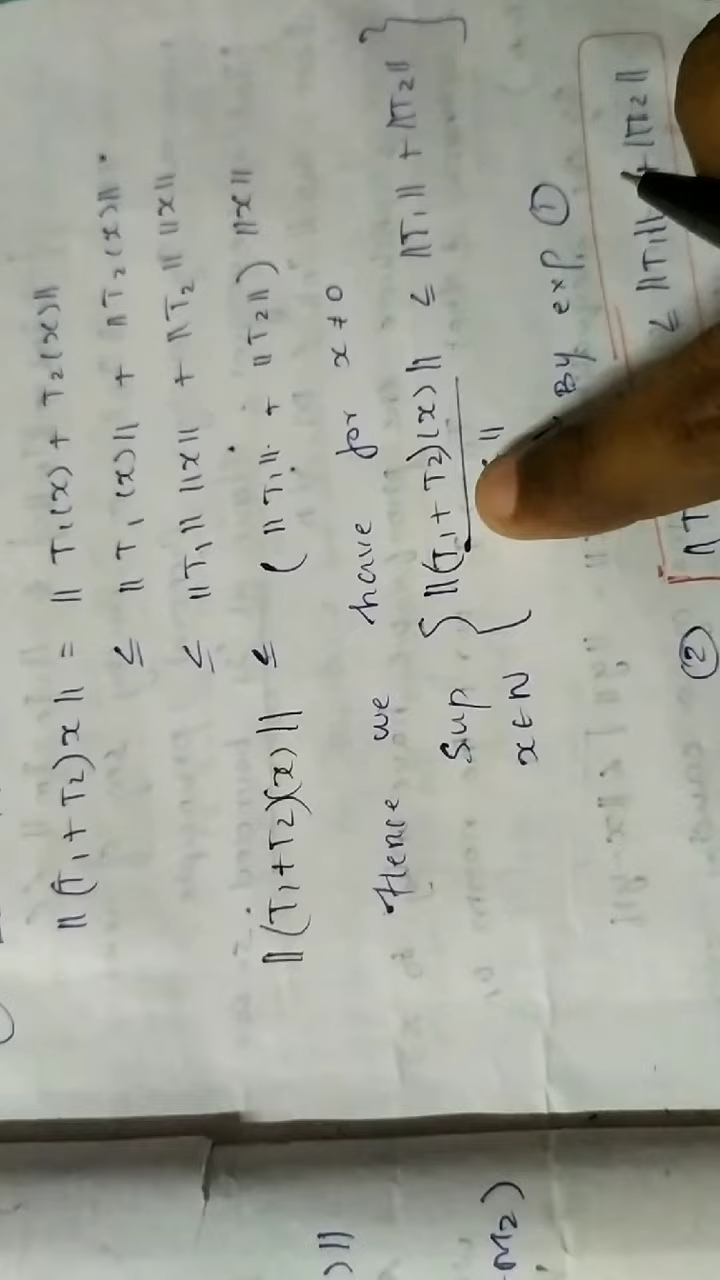 ‖(T₁+T₂)x‖ = ‖T₁(x) + T₂(x)‖
≤ ‖T₁(x)‖ + ‖T₂(x)‖.
≤ ‖T₁‖ ‖x‖ + ‖T₂‖ ‖x‖
‖(T₁+T₂)(x)‖ ≤ (‖T₁‖ + ‖T₂‖) ‖x‖
Hence we have for x≠0
Sup { ‖(T₁+T₂)(x)‖ ≤ ‖T₁‖ + ‖T₂‖ }
x∈N ‖
By exp ①
② ‖T ≤ ‖T₁‖ + ‖T₂‖
)‖
M₂)